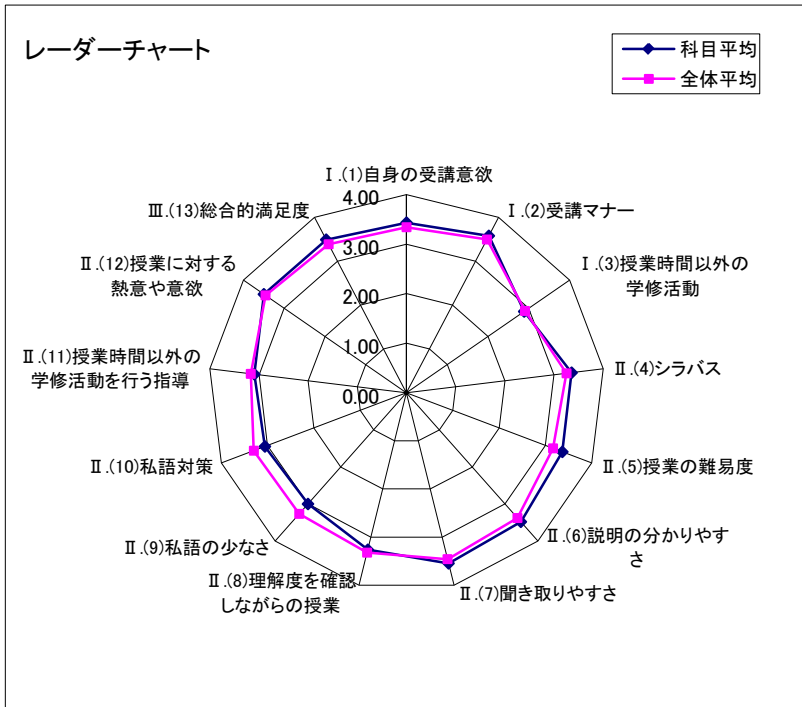 レーダーチャート
科目平均
全体平均
Ⅰ.(1)自身の受講意欲
Ⅰ.(2)受講マナー
Ⅰ.(3)授業時間以外の
学修活動
Ⅱ.(4)シラバス
Ⅱ.(5)授業の難易度
Ⅱ.(6)説明の分かりやす
さ
Ⅱ.(7)聞き取りやすさ
Ⅱ.(8)理解度を確認
しながらの授業
Ⅱ.(9)私語の少なさ
Ⅱ.(10)私語対策
Ⅱ.(11)授業時間以外の
学修活動を行う指導
Ⅱ.(12)授業に対する
熱意や意欲
Ⅲ.(13)総合的満足度
4.00
3.00
2.00
1.00
0.00